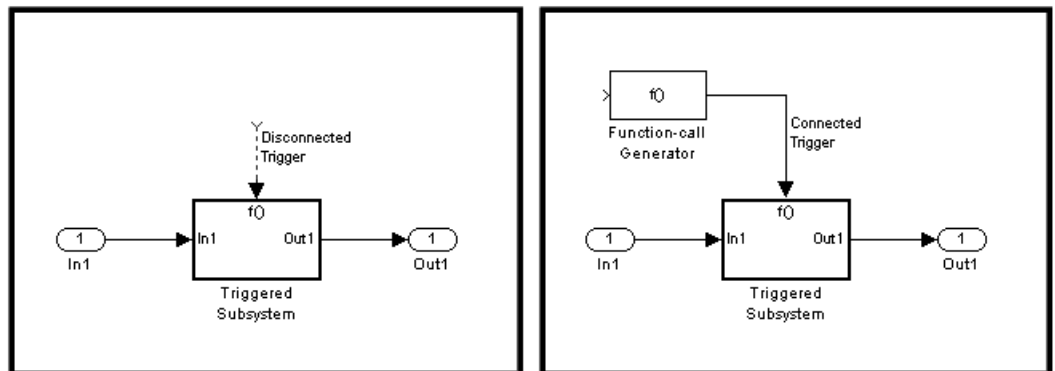 Disconnected
Trigger
f()
1
In1
In1
Out1
1
Out1
Triggered
Subsystem
f()
Function-call
Generator
Connected
Trigger
f()
1
In1
In1
Out1
1
Out1
Triggered
Subsystem